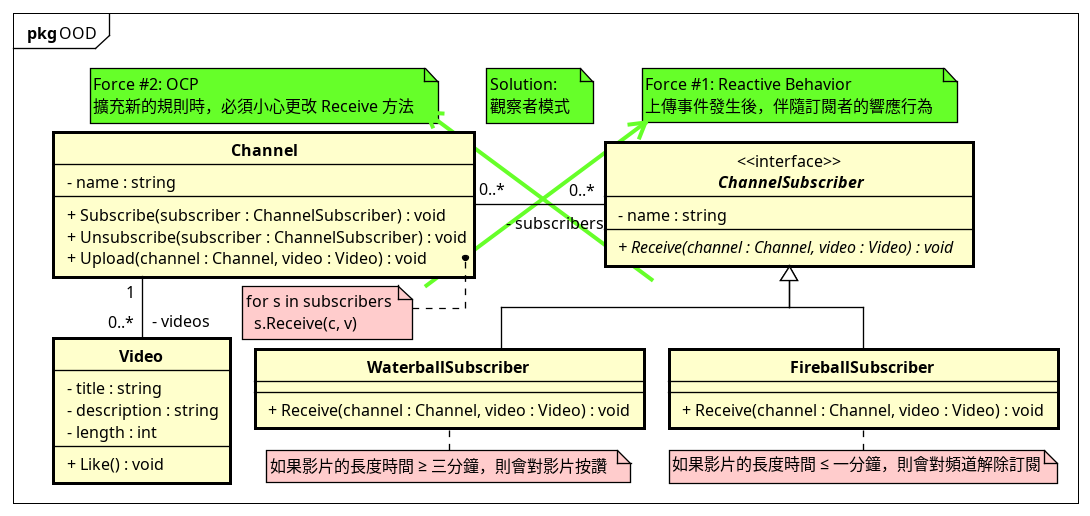 pkg OOD
Force #2: OCP
擴充新的規則時，必須小心更改 Receive 方法
Solution:
觀察者模式
Force #1: Reactive Behavior
上傳事件發生後，伴隨訂閱者的響應行為
Channel
- name : string
+ Subscribe(subscriber : ChannelSubscriber) : void
+ Unsubscribe(subscriber : ChannelSubscriber) : void
+ Upload(channel : Channel, video : Video) : void
0..*
0..*
- subscribers
<<interface>>
ChannelSubscriber
- name : string
+ Receive(channel : Channel, video : Video) : void
1
0..*
- videos
for s in subscribers
s.Receive(c, v)
Video
- title : string
- description : string
- length : int
+ Like() : void
WaterballSubscriber
+ Receive(channel : Channel, video : Video) : void
FireballSubscriber
+ Receive(channel : Channel, video : Video) : void
如果影片的長度時間 ≥ 三分鐘，則會對影片按讚
如果影片的長度時間 ≤ 一分鐘，則會對頻道解除訂閱